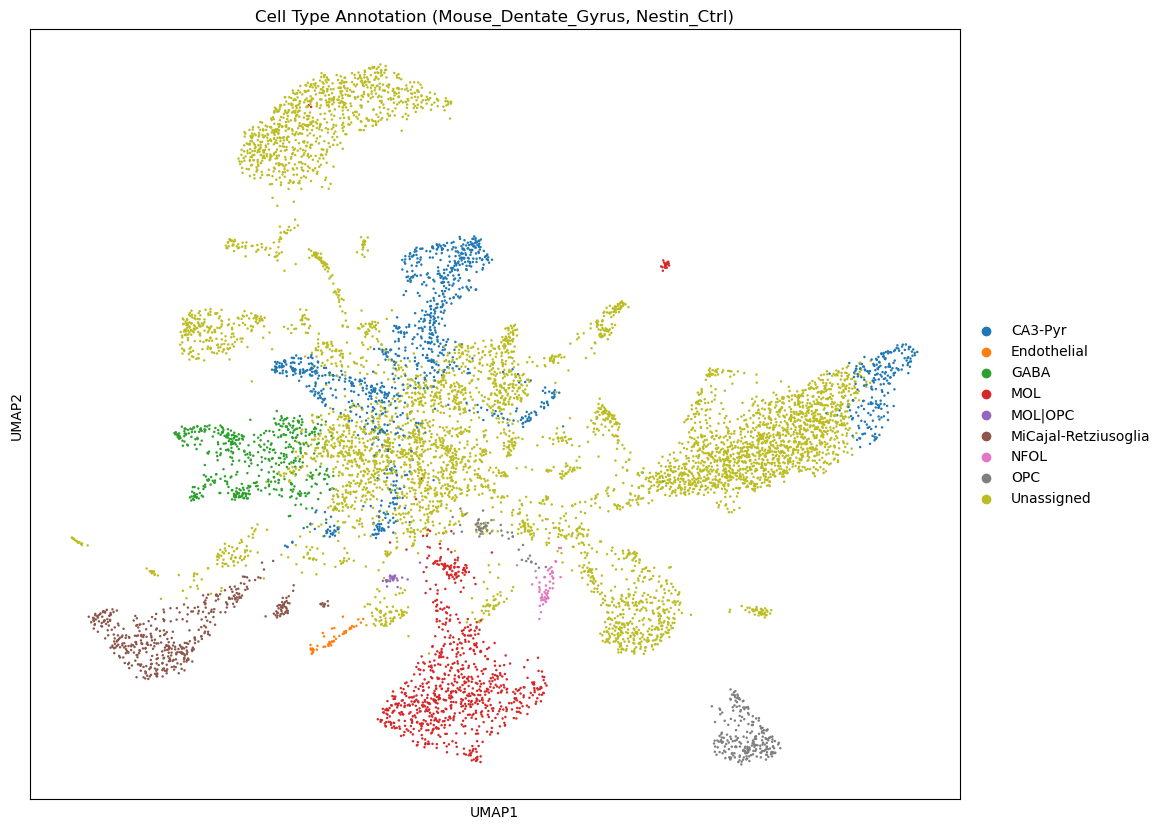 Cell Type Annotation (Mouse_Dentate_Gyrus, Nestin_Ctrl)
UMAP2
CA3-Pyr
Endothelial
GABA
MOL
MOL|OPC
MiCajal-Retziusoglia
NFOL
OPC
Unassigned
UMAP1